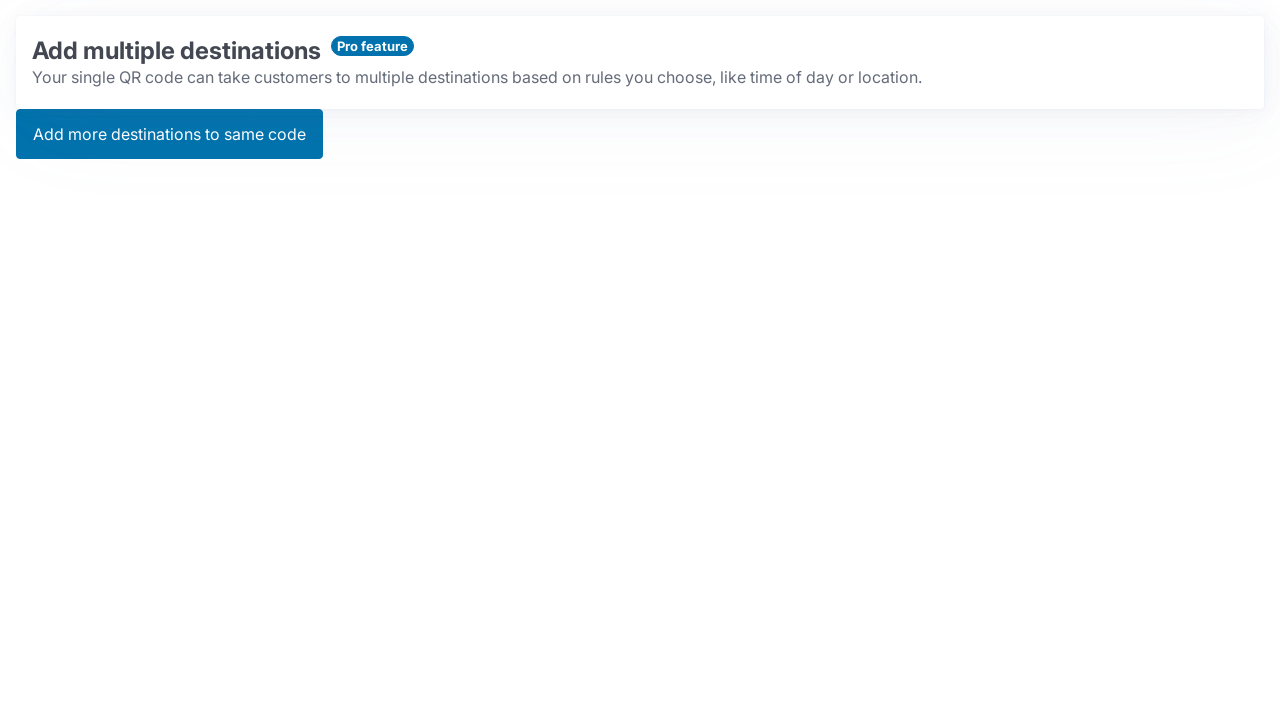 Add multiple destinations Pro feature
Your single QR code can take customers to multiple destinations based on rules you choose, like time of day or location.
Add more destinations to same code